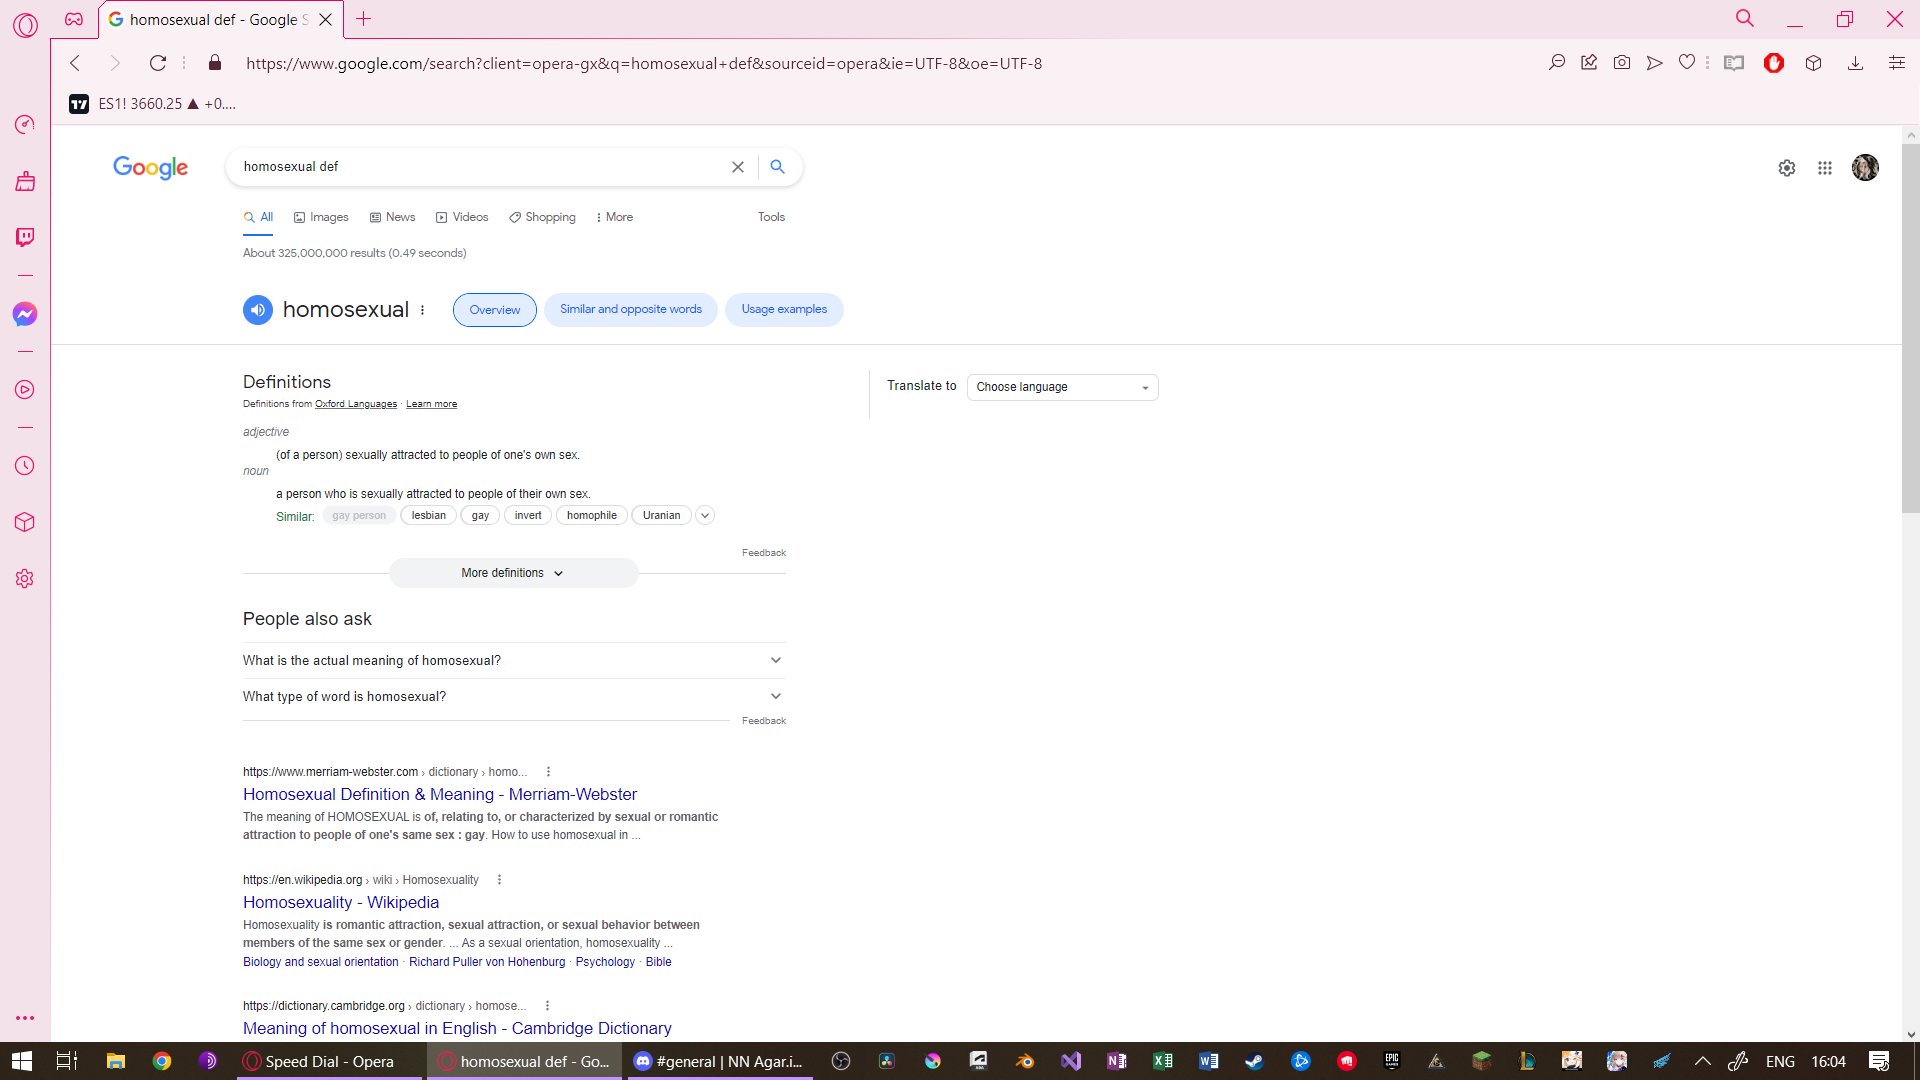 homosexual def - Google S
https://www.google.com/search?client=opera-gx&q=homosexual+def&sourceid=opera&ie=UTF-8&oe=UTF-8
ES1! 3660.25 ▲ +0....
Google
homosexual def
All Images News Videos Shopping More Tools
About 325,000,000 results (0.49 seconds)
homosexual Overview Similar and opposite words Usage examples
Definitions
Translate to Choose language
Definitions from Oxford Languages · Learn more
adjective
(of a person) sexually attracted to people of one's own sex.
noun
a person who is sexually attracted to people of their own sex.
Similar: gay person lesbian gay invert homophile Uranian
Feedback
More definitions
People also ask
What is the actual meaning of homosexual?
What type of word is homosexual?
Feedback
https://www.merriam-webster.com › dictionary › homo...
Homosexual Definition & Meaning - Merriam-Webster
The meaning of HOMOSEXUAL is of, relating to, or characterized by sexual or romantic
attraction to people of one's same sex : gay. How to use homosexual in ...
https://en.wikipedia.org › wiki › Homosexuality
Homosexuality - Wikipedia
Homosexuality is romantic attraction, sexual attraction, or sexual behavior between
members of the same sex or gender. ... As a sexual orientation, homosexuality ...
Biology and sexual orientation · Richard Puller von Hohenburg · Psychology · Bible
https://dictionary.cambridge.org › dictionary › homose...
Meaning of homosexual in English - Cambridge Dictionary
Speed Dial - Opera homosexual def - Go... #general | NN Agar.i... EPIC GAMES ENG 16:04